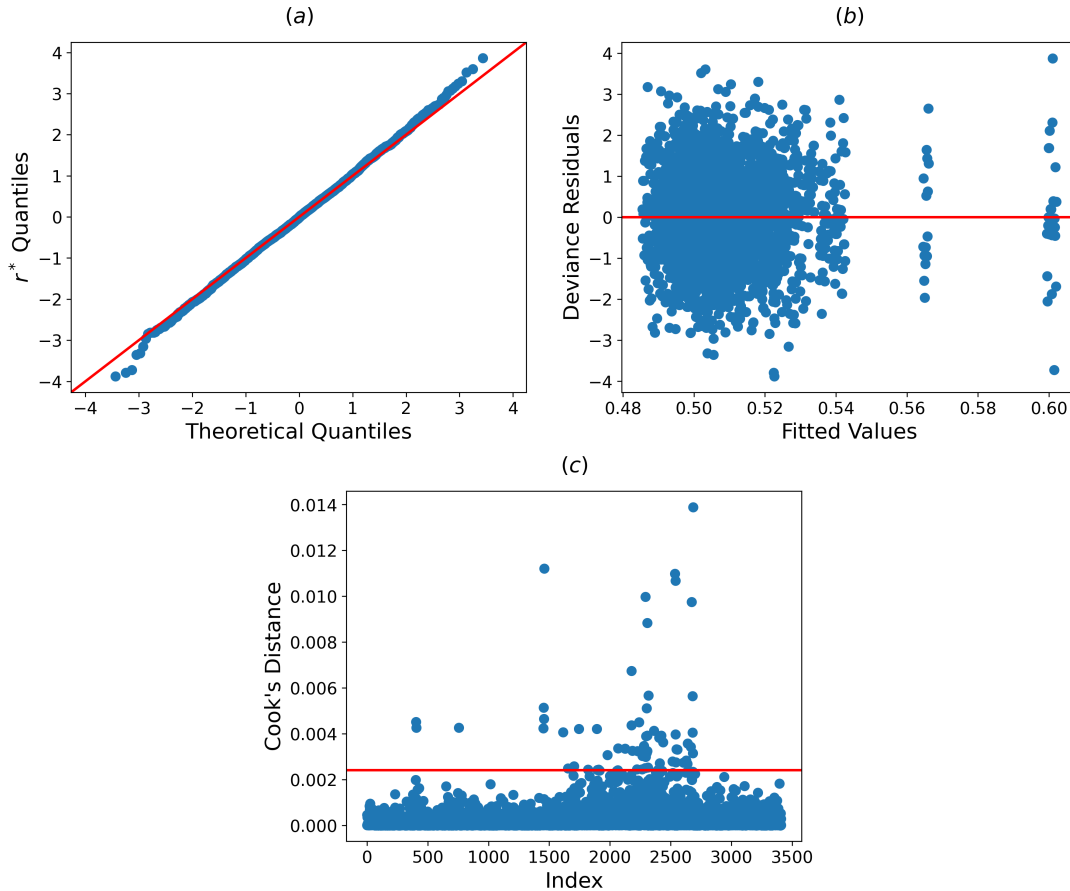 (a)
4
3
2
1
0
−1
−2
−3
−4
r* Quantiles
−4 −3 −2 −1 0 1 2 3 4
Theoretical Quantiles
(b)
4
3
2
1
0
−1
−2
−3
−4
Deviance Residuals
0.48 0.50 0.52 0.54 0.56 0.58 0.60
Fitted Values
(c)
0.014
0.012
0.010
0.008
0.006
0.004
0.002
0.000
Cook's Distance
0 500 1000 1500 2000 2500 3000 3500
Index